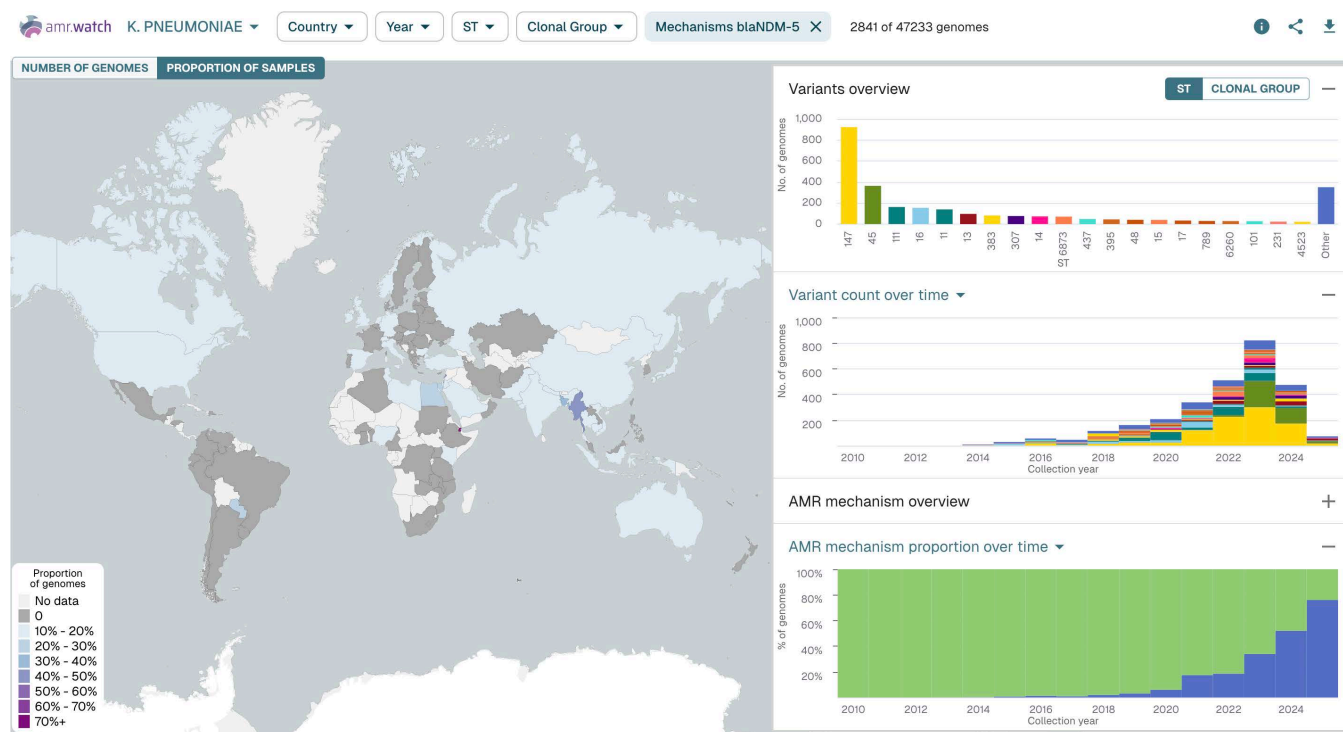 amr.watch K. PNEUMONIAE Country Year ST Clonal Group Mechanisms blaNDM-5 2841 of 47233 genomes
NUMBER OF GENOMES PROPORTION OF SAMPLES
Proportion
of genomes
No data
0
10% - 20%
20% - 30%
30% - 40%
40% - 50%
50% - 60%
60% - 70%
70%+
Variants overview ST CLONAL GROUP
No. of genomes
1,000
800
600
400
200
0
147 45 111 16 11 13 383 307 14 6873 437 395 48 15 17 789 6260 101 231 4523 Other
ST
Variant count over time
No. of genomes
1,000
800
600
400
200
2010 2012 2014 2016 2018 2020 2022 2024
Collection year
AMR mechanism overview
AMR mechanism proportion over time
% of genomes
100%
80%
60%
40%
20%
2010 2012 2014 2016 2018 2020 2022 2024
Collection year